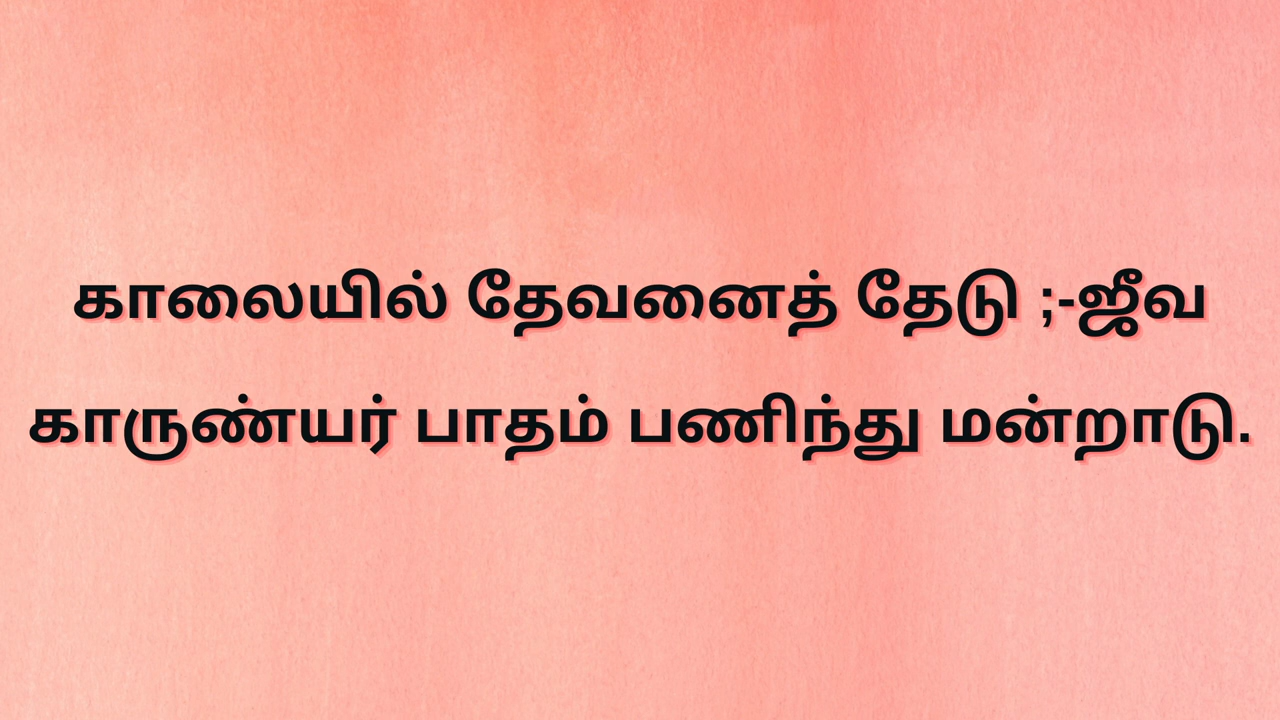 காலையில் தேவனைத் தேடு ;-ஜீவ
காருண்யர் பாதம் பணிந்து மன்றாடு.